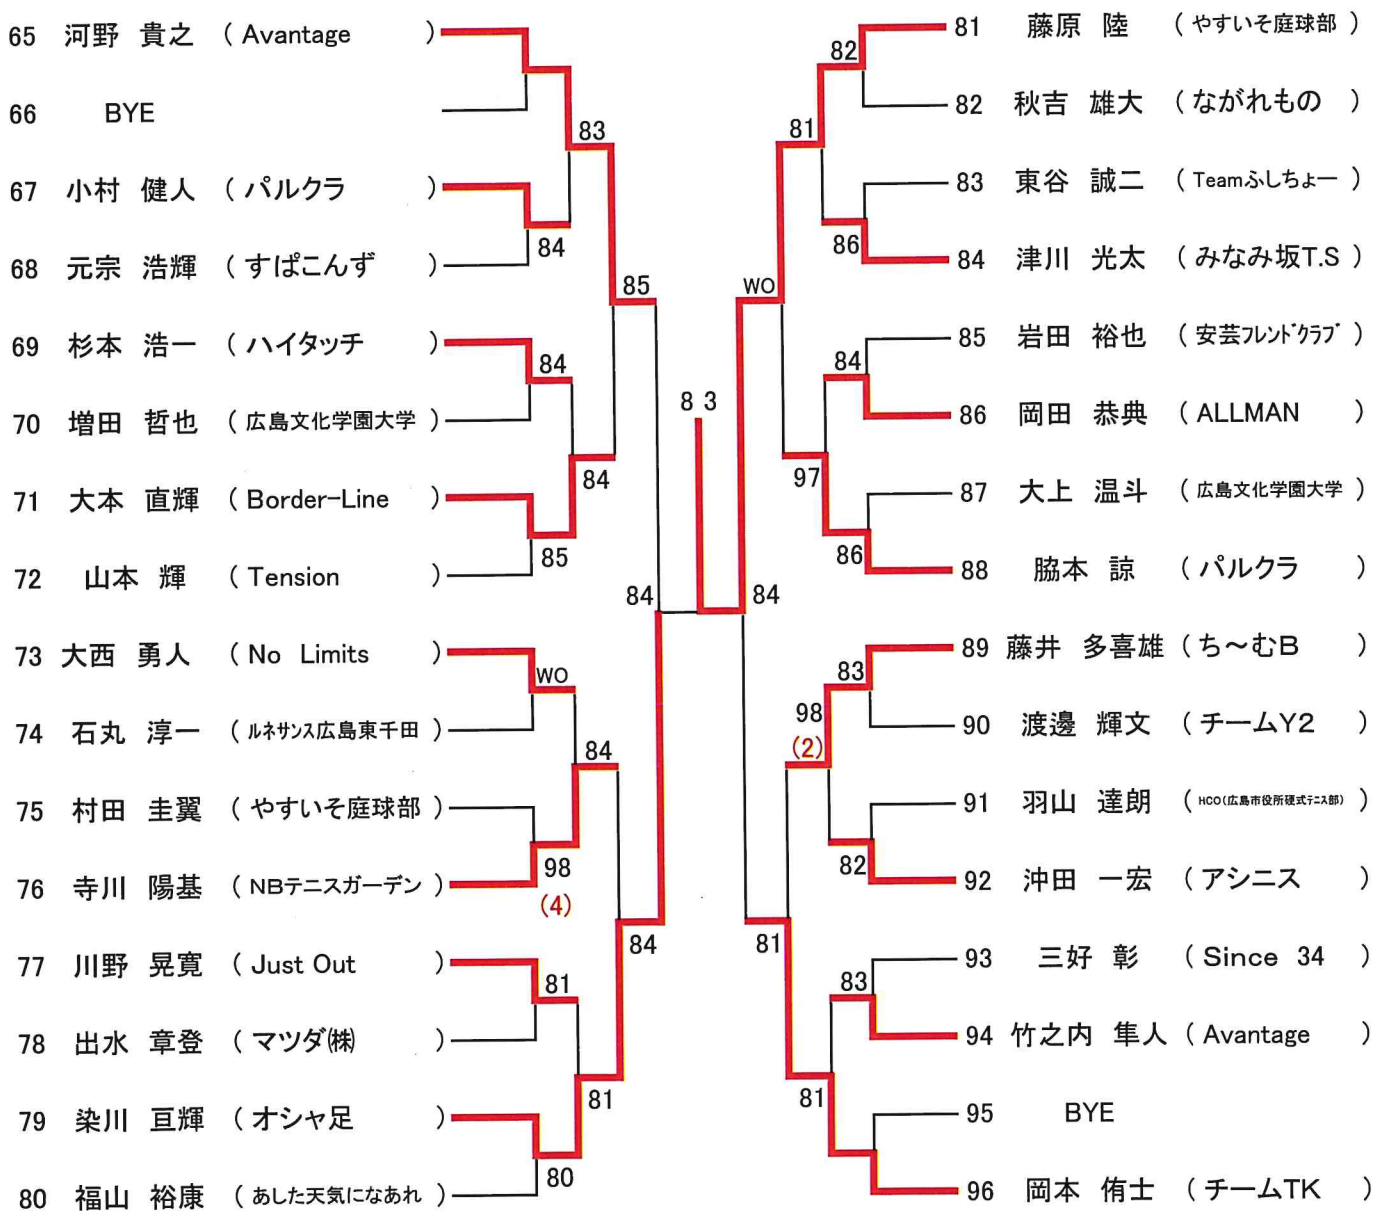 65 河野 貴之 ( Avantage )
66 BYE
67 小村 健人 ( パルクラ )
68 元宗 浩輝 ( すぱこんず )
69 杉本 浩一 ( ハイタッチ )
70 増田 哲也 ( 広島文化学園大学 )
71 大本 直輝 ( Border-Line )
72 山本 輝 ( Tension )
73 大西 勇人 ( No Limits )
74 石丸 淳一 ( ルネサンス広島東千田 )
75 村田 圭翼 ( やすいそ庭球部 )
76 寺川 陽基 ( NBテニスガーデン )
77 川野 晃寛 ( Just Out )
78 出水 章登 ( マツダ㈱ )
79 染川 亘輝 ( オシャ足 )
80 福山 裕康 ( あした天気になあれ )
83
84
84
85
84
85
WO
84
98
(4)
81
81
80
84
84
8 3
84
WO
81
82
86
84
97
86
83
98
(2)
82
81
83
81
81 藤原 陸 ( やすいそ庭球部 )
82 秋吉 雄大 ( ながれもの )
83 東谷 誠二 ( Teamふしちょー )
84 津川 光太 ( みなみ坂T.S )
85 岩田 裕也 ( 安芸フレンドクラブ )
86 岡田 恭典 ( ALLMAN )
87 大上 温斗 ( 広島文化学園大学 )
88 脇本 諒 ( パルクラ )
89 藤井 多喜雄 ( ち～むB )
90 渡邊 輝文 ( チームY2 )
91 羽山 達朗 ( HCO(広島市役所硬式テニス部) )
92 沖田 一宏 ( アシニス )
93 三好 彰 ( Since 34 )
94 竹之内 隼人 ( Avantage )
95 BYE
96 岡本 侑士 ( チームTK )